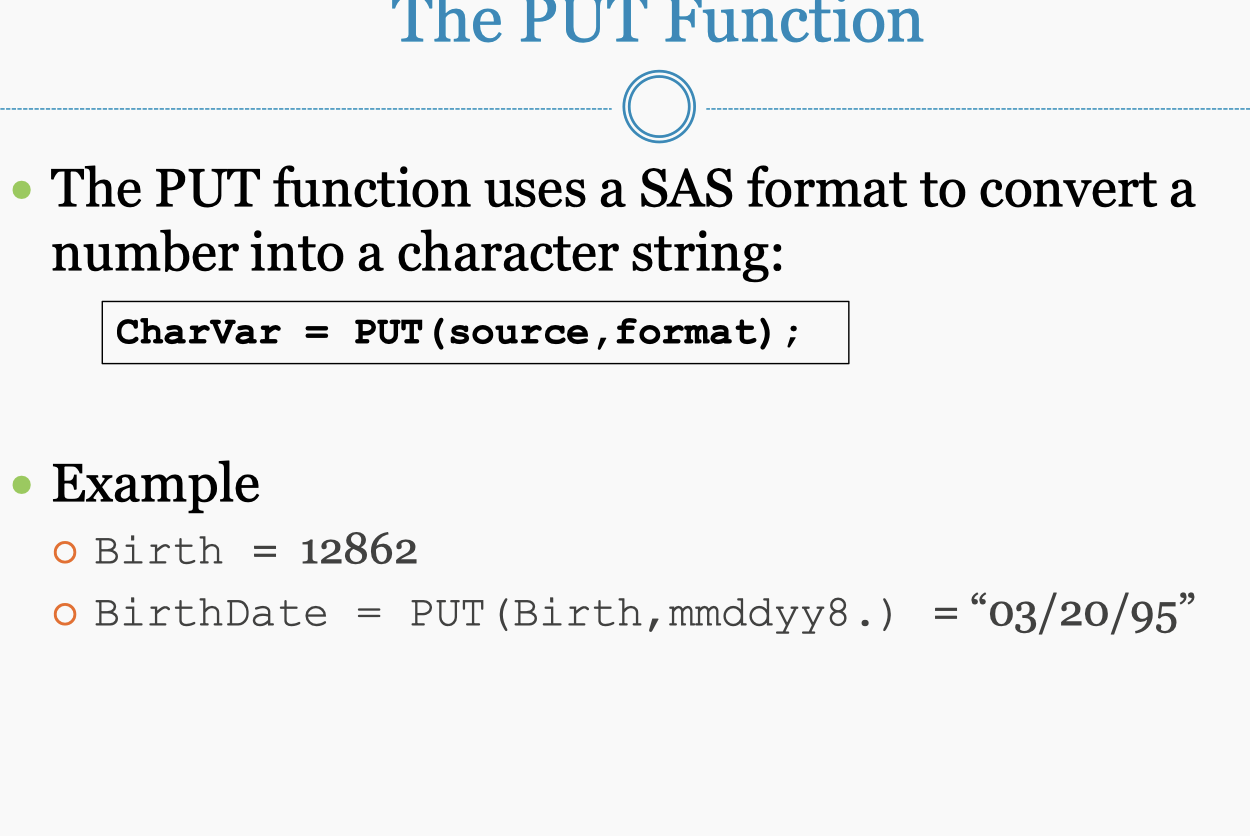 The PUT Function
• The PUT function uses a SAS format to convert a
number into a character string:
CharVar = PUT(source,format);
• Example
○ Birth = 12862
○ BirthDate = PUT(Birth,mmddyy8.) = “03/20/95”